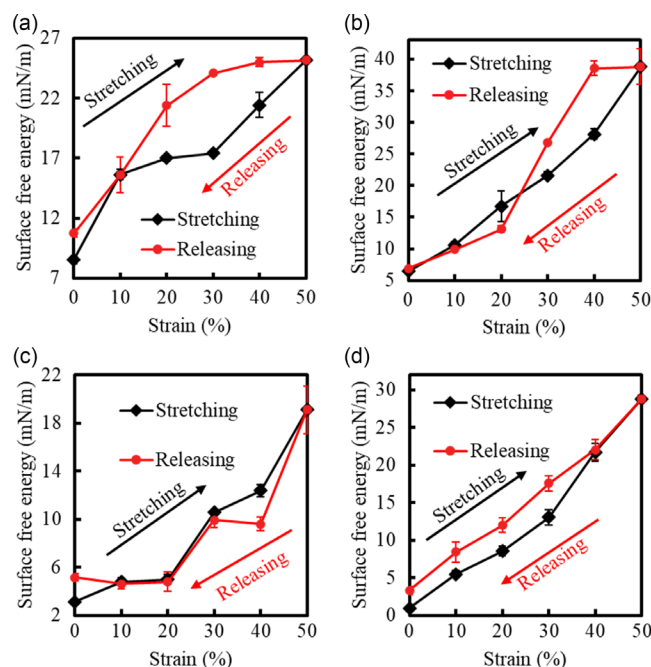 (a)
Surface free energy (mN/m)
27
22
17
12
7
Stretching
Releasing
Stretching
Releasing
0 10 20 30 40 50
Strain (%)
(b)
Surface free energy (mN/m)
40
35
30
25
20
15
10
5
Stretching
Releasing
Stretching
Releasing
0 10 20 30 40 50
Strain (%)
(c)
Surface free energy (mN/m)
22
18
14
10
6
2
Stretching
Releasing
Stretching
Releasing
0 10 20 30 40 50
Strain (%)
(d)
Surface free energy (mN/m)
30
25
20
15
10
5
0
Stretching
Releasing
Stretching
Releasing
0 10 20 30 40 50
Strain (%)